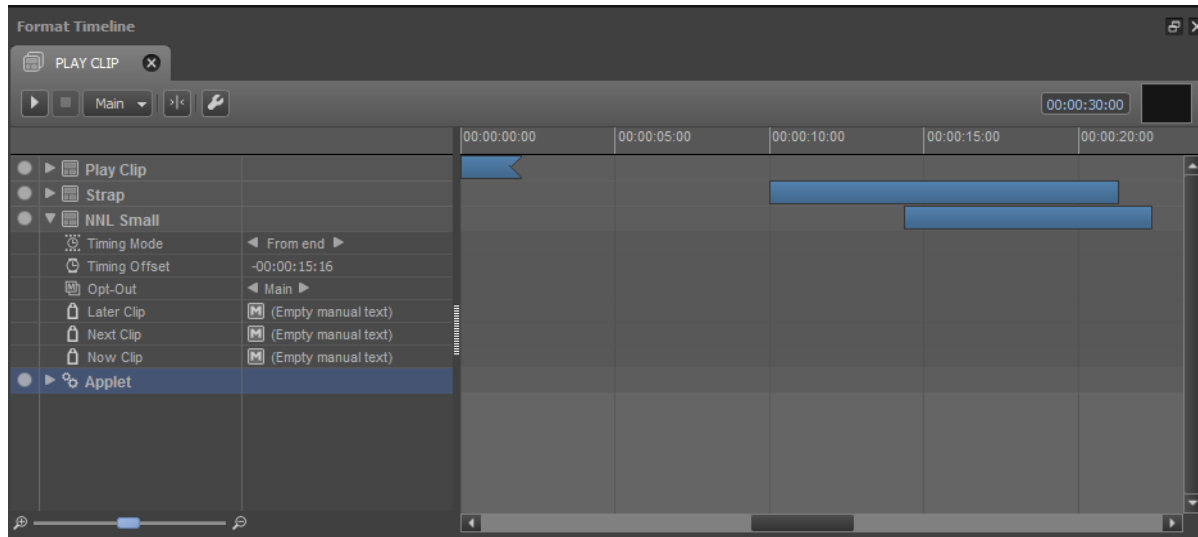 Format Timeline
PLAY CLIP
Main
00:00:30:00
00:00:00:00 00:00:05:00 00:00:10:00 00:00:15:00 00:00:20:00
Play Clip
Strap
NNL Small
Timing Mode From end
Timing Offset -00:00:15:16
Opt-Out Main
Later Clip M (Empty manual text)
Next Clip M (Empty manual text)
Now Clip M (Empty manual text)
Applet